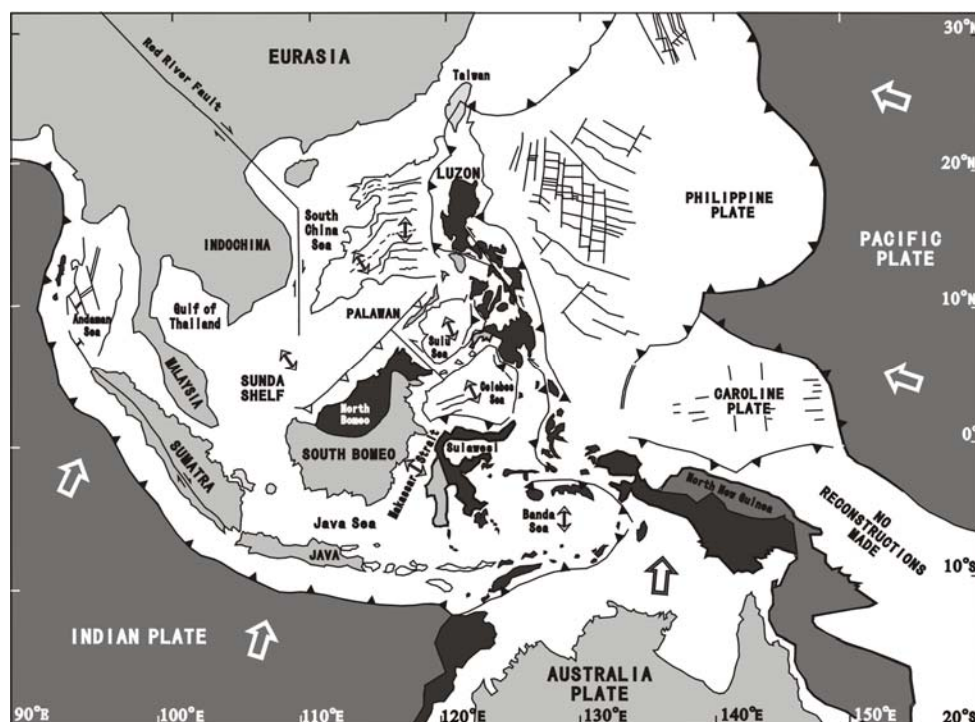 EURASIA
30°N
Red River Fault
Taiwan
20°N
LUZON
PHILIPPINE
PLATE
South
China
Sea
INDOCHINA
PACIFIC
PLATE
10°N
Gulf of
Thailand
PALAWAN
Andaman
Sea
Sulu
Sea
MALAYSIA
SUNDA
SHELF
Celebes
Sea
CAROLINE
PLATE
North
Borneo
0°
SOUTH BOMEO
Makassar Strait
Sulawesi
SUMATRA
North New Guinea
NO
RECONSTRUCTIONS
MADE
Java Sea
Banda
Sea
JAVA
10°S
INDIAN PLATE
AUSTRALIA
PLATE
90°E
100°E
110°E
120°E
130°E
140°E
150°E
20°S